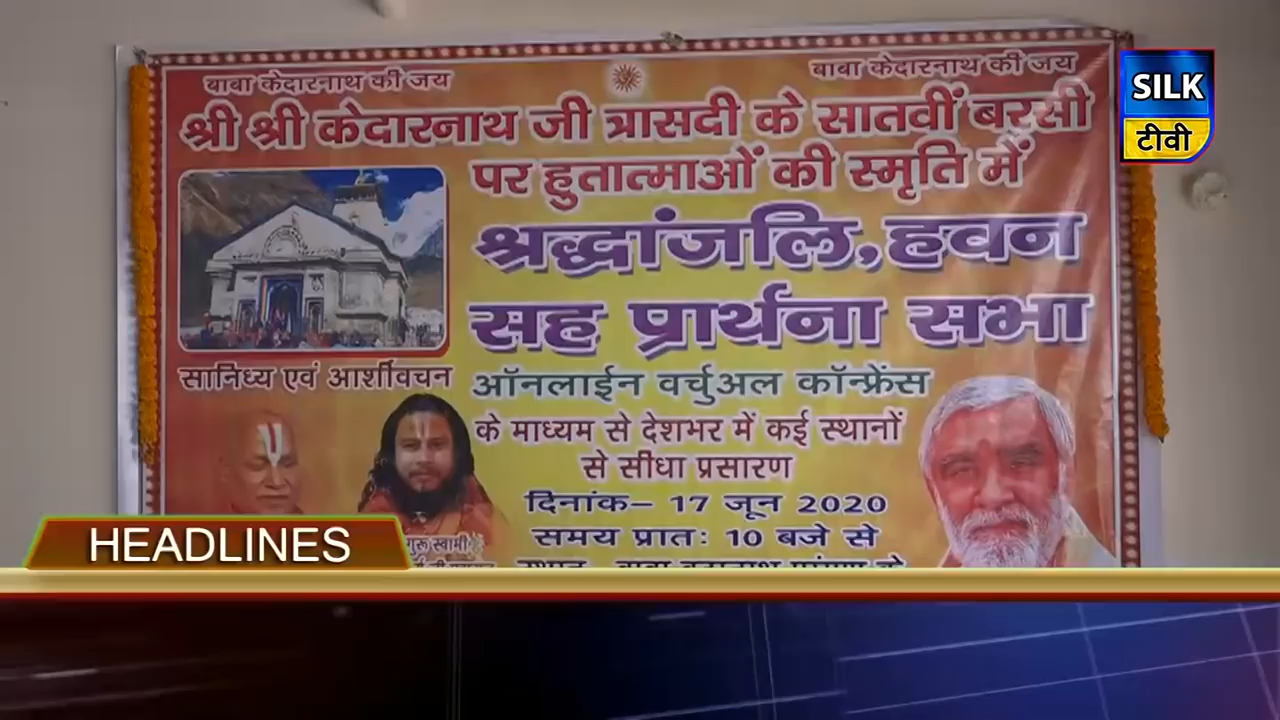 बाबा केदारनाथ की जय
बाबा केदारनाथ की जय
श्री श्री केदारनाथ जी त्रासदी के सातवीं बरसी
पर हुतात्माओं की स्मृति में
श्रद्धांजलि, हवन
सह प्रार्थना सभा
सानिध्य एवं आर्शीवचन
ऑनलाईन वर्चुअल कॉन्फ्रेंस
के माध्यम से देशभर में कई स्थानों
से सीधा प्रसारण
दिनांक– 17 जून 2020
समय प्रातः 10 बजे से
गुरू स्वामी
SILK
टीवी
HEADLINES